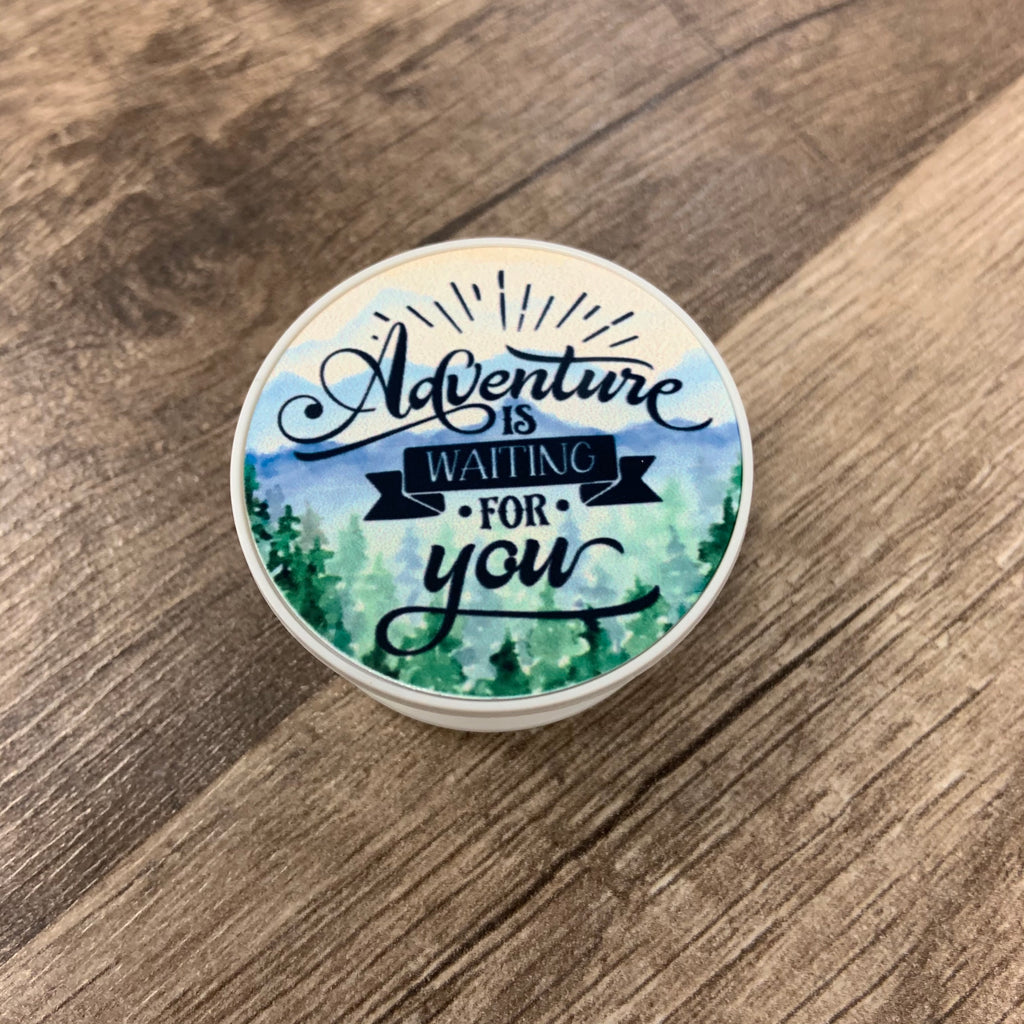 Adventure
IS
WAITING
• FOR •
you